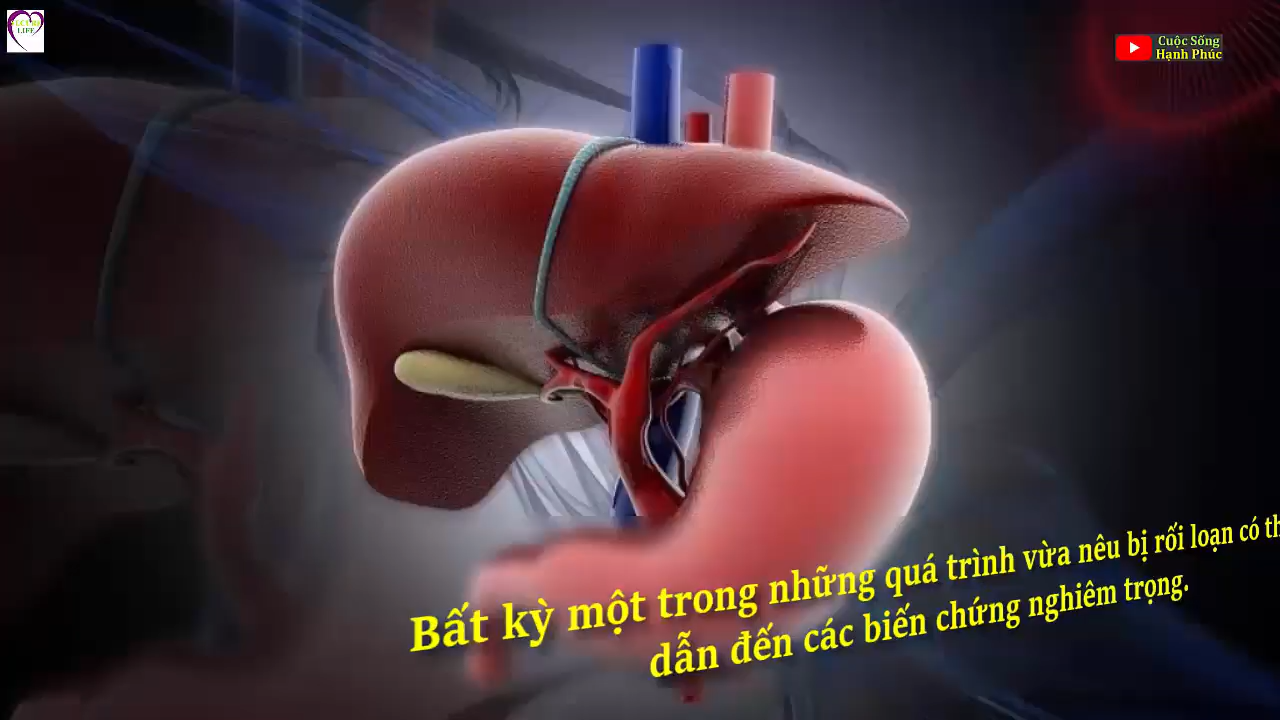 LIFE
Cuộc Sống
Hạnh Phúc
Bất kỳ một trong những quá trình vừa nêu bị rối loạn có th
dẫn đến các biến chứng nghiêm trọng.